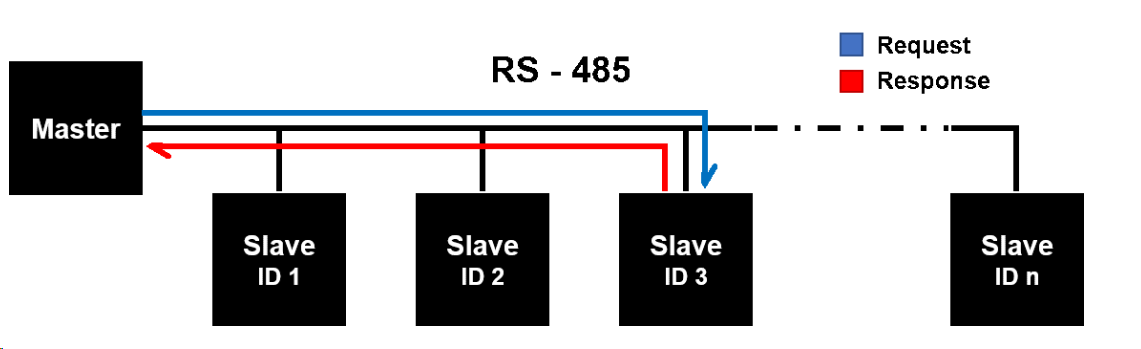 RS - 485
Request
Response
Master
Slave
ID 1
Slave
ID 2
Slave
ID 3
Slave
ID n